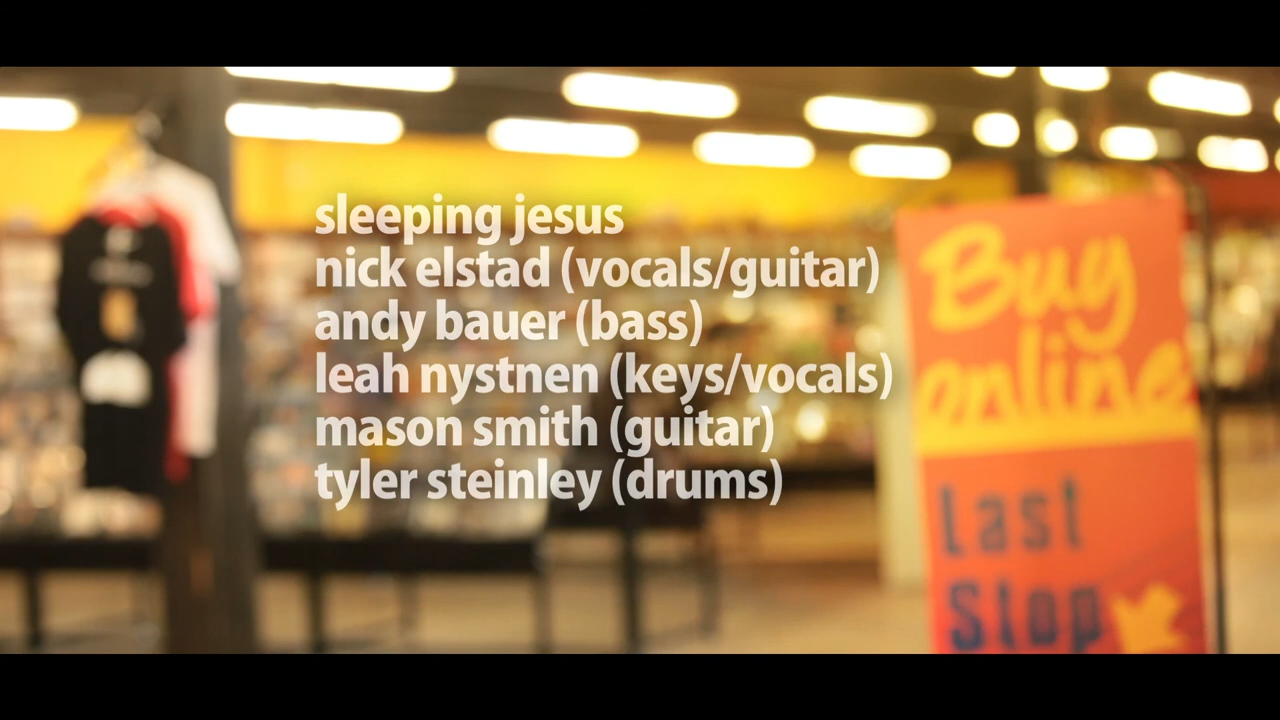 sleeping jesus
nick elstad (vocals/guitar)
andy bauer (bass)
leah nystnen (keys/vocals)
mason smith (guitar)
tyler steinley (drums)
Buy
online
Last
Stop